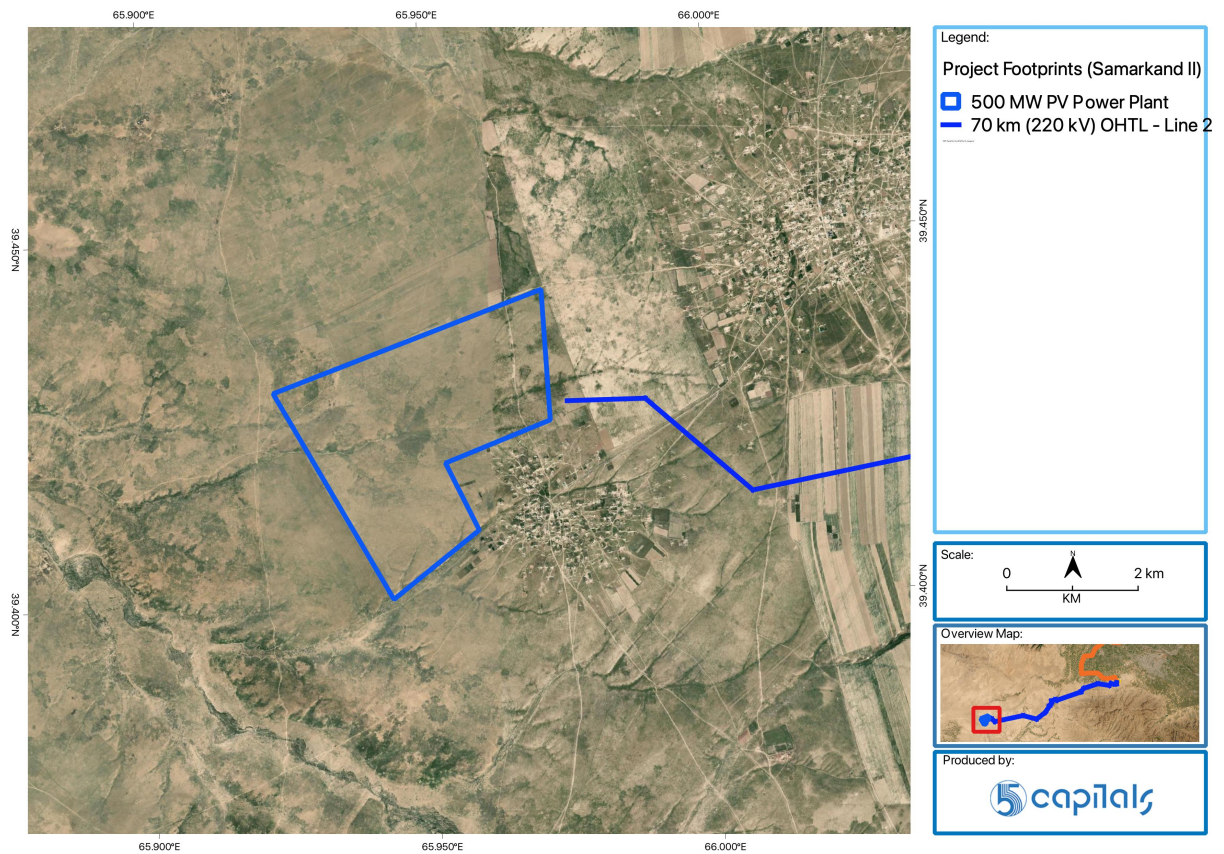 65.900°E
65.950°E
66.000°E
39.450°N
39.400°N
39.450°N
39.400°N
65.900°E
65.950°E
66.000°E
Legend:
Project Footprints (Samarkand II)
500 MW PV Power Plant
70 km (220 kV) OHTL - Line 2
Scale:
N
0 2 km
KM
Overview Map:
Produced by:
5 capitals